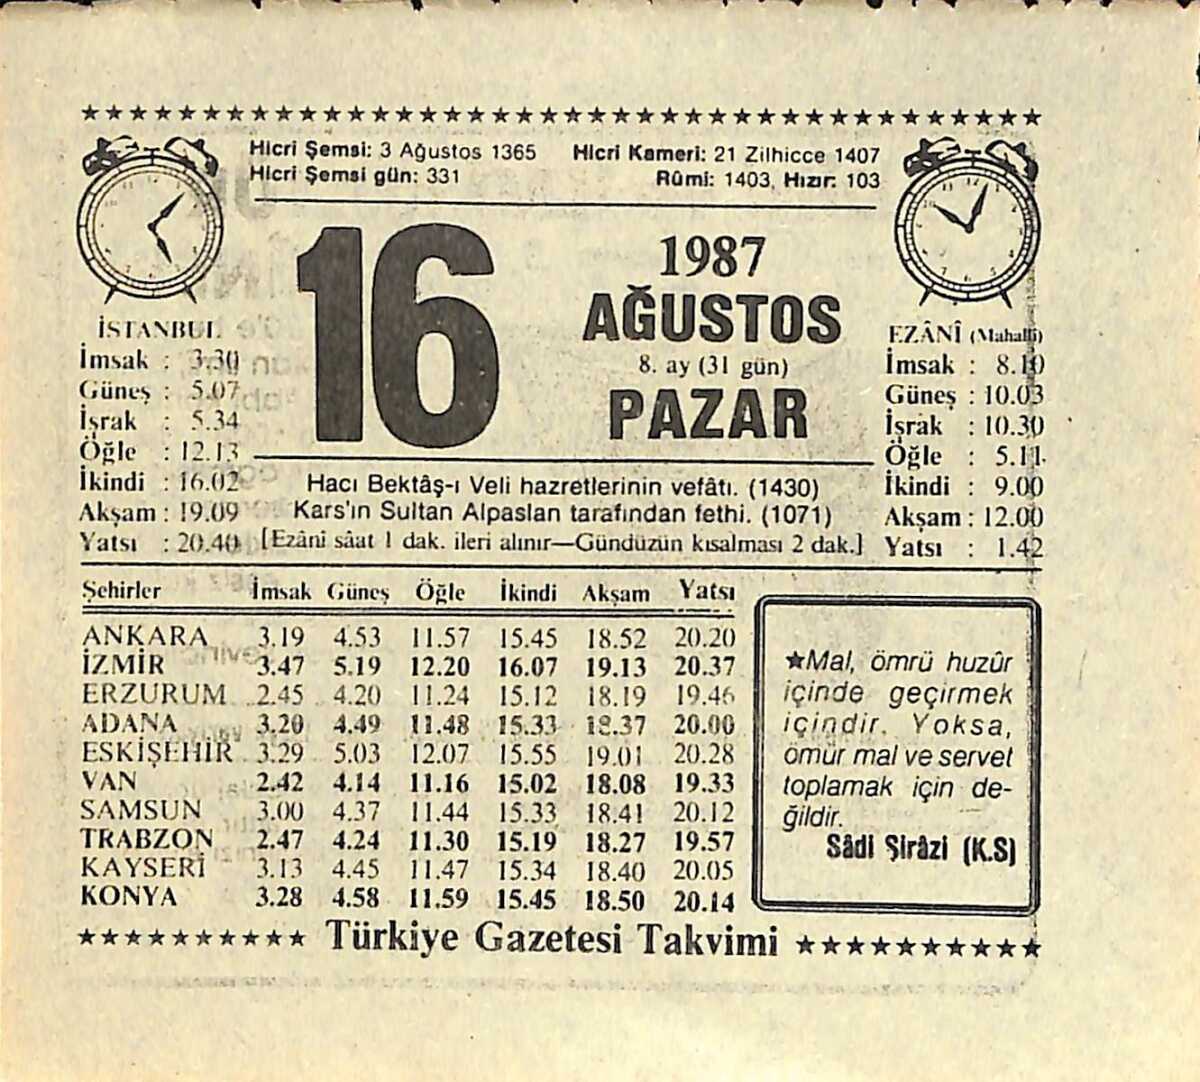 Hicri Şemsi: 3 Ağustos 1365 Hicri Kameri: 21 Zilhicce 1407
Hicri Şemsi gün: 331 Rûmi: 1403, Hızır: 103
16
1987
AĞUSTOS
8. ay (31 gün)
PAZAR
İSTANBUL
İmsak : 3.30
Güneş : 5.07
İşrak : 5.34
Öğle : 12.13
İkindi : 16.02
Akşam : 19.09
Yatsı : 20.40
EZÂNÎ (Mahallî)
İmsak : 8.10
Güneş : 10.03
İşrak : 10.30
Öğle : 5.11
İkindi : 9.00
Akşam : 12.00
Yatsı : 1.42
Hacı Bektâş-ı Veli hazretlerinin vefâtı. (1430)
Kars'ın Sultan Alpaslan tarafından fethi. (1071)
[Ezânî sâat 1 dak. ileri alınır—Gündüzün kısalması 2 dak.]
Şehirler İmsak Güneş Öğle İkindi Akşam Yatsı
ANKARA 3.19 4.53 11.57 15.45 18.52 20.20
İZMİR 3.47 5.19 12.20 16.07 19.13 20.37
ERZURUM 2.45 4.20 11.24 15.12 18.19 19.46
ADANA 3.20 4.49 11.48 15.33 18.37 20.00
ESKİŞEHİR 3.29 5.03 12.07 15.55 19.01 20.28
VAN 2.42 4.14 11.16 15.02 18.08 19.33
SAMSUN 3.00 4.37 11.44 15.33 18.41 20.12
TRABZON 2.47 4.24 11.30 15.19 18.27 19.57
KAYSERİ 3.13 4.45 11.47 15.34 18.40 20.05
KONYA 3.28 4.58 11.59 15.45 18.50 20.14
★Mal, ömrü huzûr
içinde geçirmek
içindir. Yoksa,
ömür mal ve servet
toplamak için de-
ğildir.
Sâdi Şirâzi (K.S)
★★★★★★★★★★ Türkiye Gazetesi Takvimi ★★★★★★★★★★